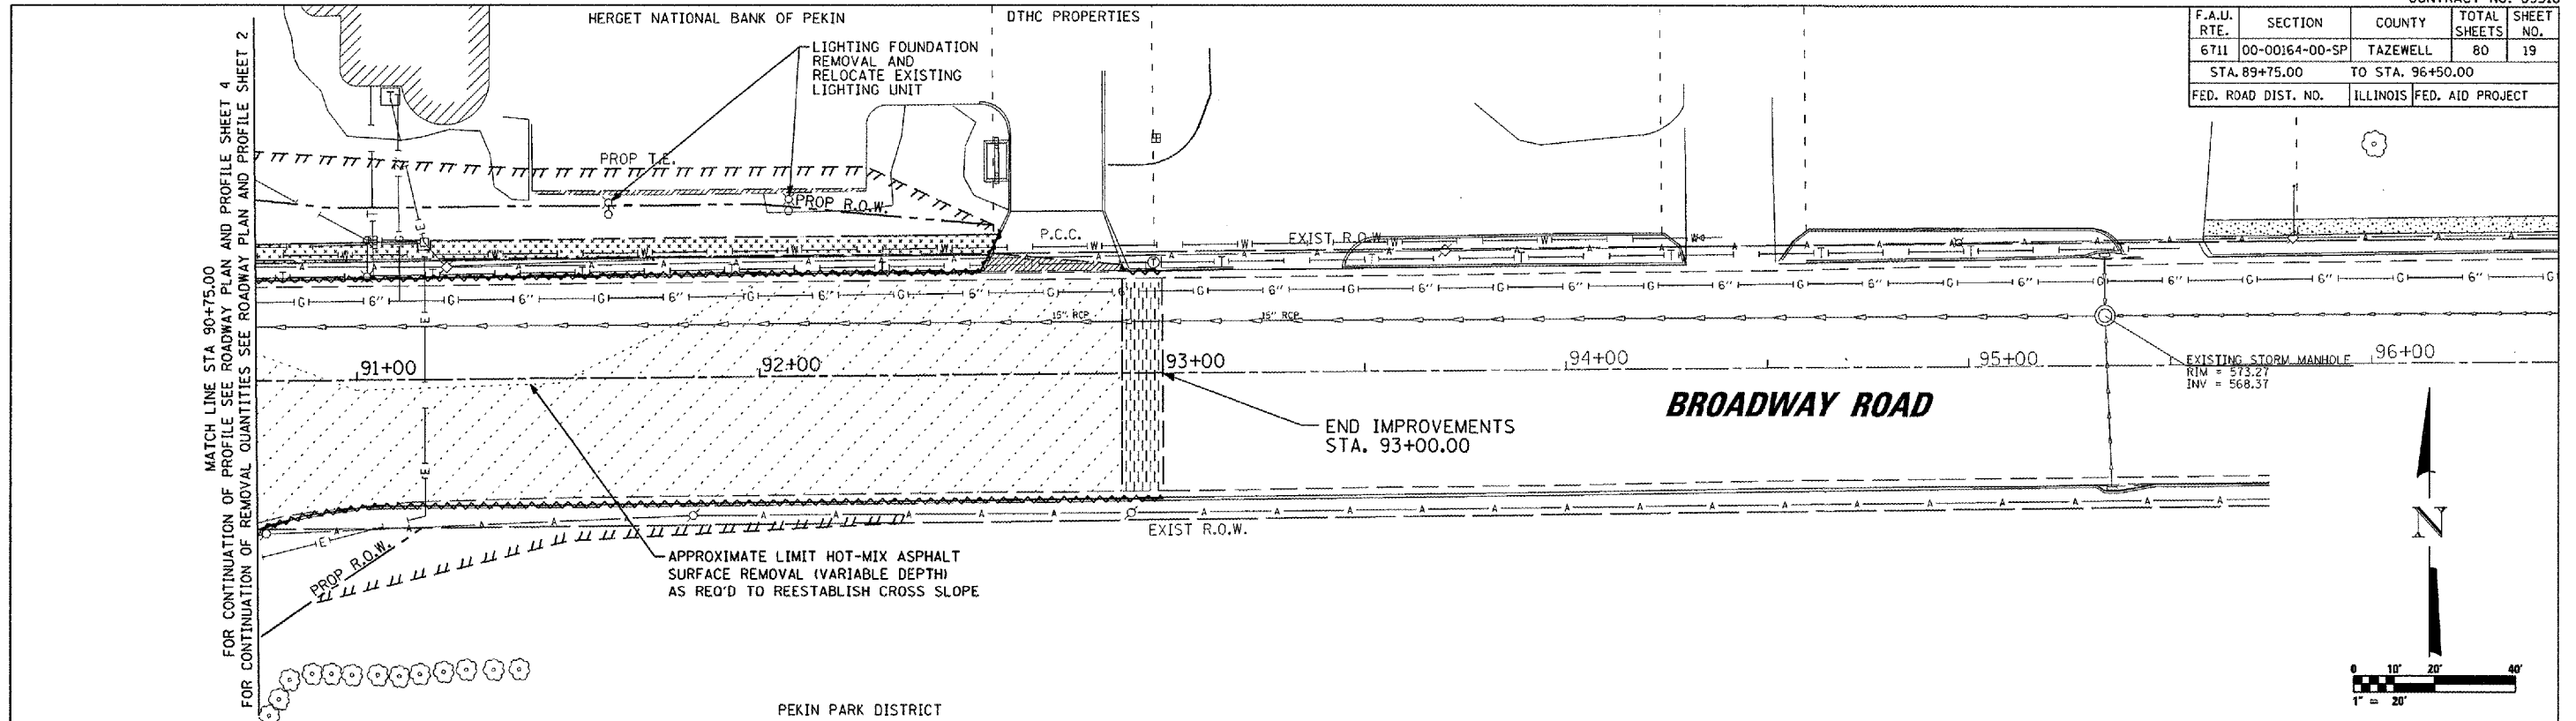 HERGET NATIONAL BANK OF PEKIN
DTHC PROPERTIES
F.A.U. RTE. SECTION COUNTY TOTAL SHEETS SHEET NO.
6711 00-00164-00-SP TAZEWELL 80 19
STA. 89+75.00 TO STA. 96+50.00
FED. ROAD DIST. NO. ILLINOIS FED. AID PROJECT
LIGHTING FOUNDATION
REMOVAL AND
RELOCATE EXISTING
LIGHTING UNIT
MATCH LINE STA 90+75.00
FOR CONTINUATION OF PROFILE SEE ROADWAY PLAN AND PROFILE SHEET 4
FOR CONTINUATION OF REMOVAL QUANTITIES SEE ROADWAY PLAN AND PROFILE SHEET 2
PROP T.E.
PROP R.O.W.
P.C.C.
EXIST R.O.W.
15" RCP 15" RCP
91+00 92+00 93+00 94+00 95+00 96+00
EXISTING STORM MANHOLE
RIM = 573.27
INV = 568.37
BROADWAY ROAD
END IMPROVEMENTS
STA. 93+00.00
EXIST R.O.W.
PROP R.O.W.
APPROXIMATE LIMIT HOT-MIX ASPHALT
SURFACE REMOVAL (VARIABLE DEPTH)
AS REQ'D TO REESTABLISH CROSS SLOPE
N
PEKIN PARK DISTRICT
0 10' 20' 40'
1" = 20'